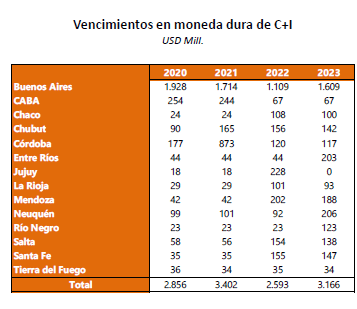 Vencimientos en moneda dura de C+I
USD Mill.
2020 2021 2022 2023
Buenos Aires 1.928 1.714 1.109 1.609
CABA 254 244 67 67
Chaco 24 24 108 100
Chubut 90 165 156 142
Córdoba 177 873 120 117
Entre Ríos 44 44 44 203
Jujuy 18 18 228 0
La Rioja 29 29 101 93
Mendoza 42 42 202 188
Neuquén 99 101 92 206
Río Negro 23 23 23 123
Salta 58 56 154 138
Santa Fe 35 35 155 147
Tierra del Fuego 36 34 35 34
Total 2.856 3.402 2.593 3.166